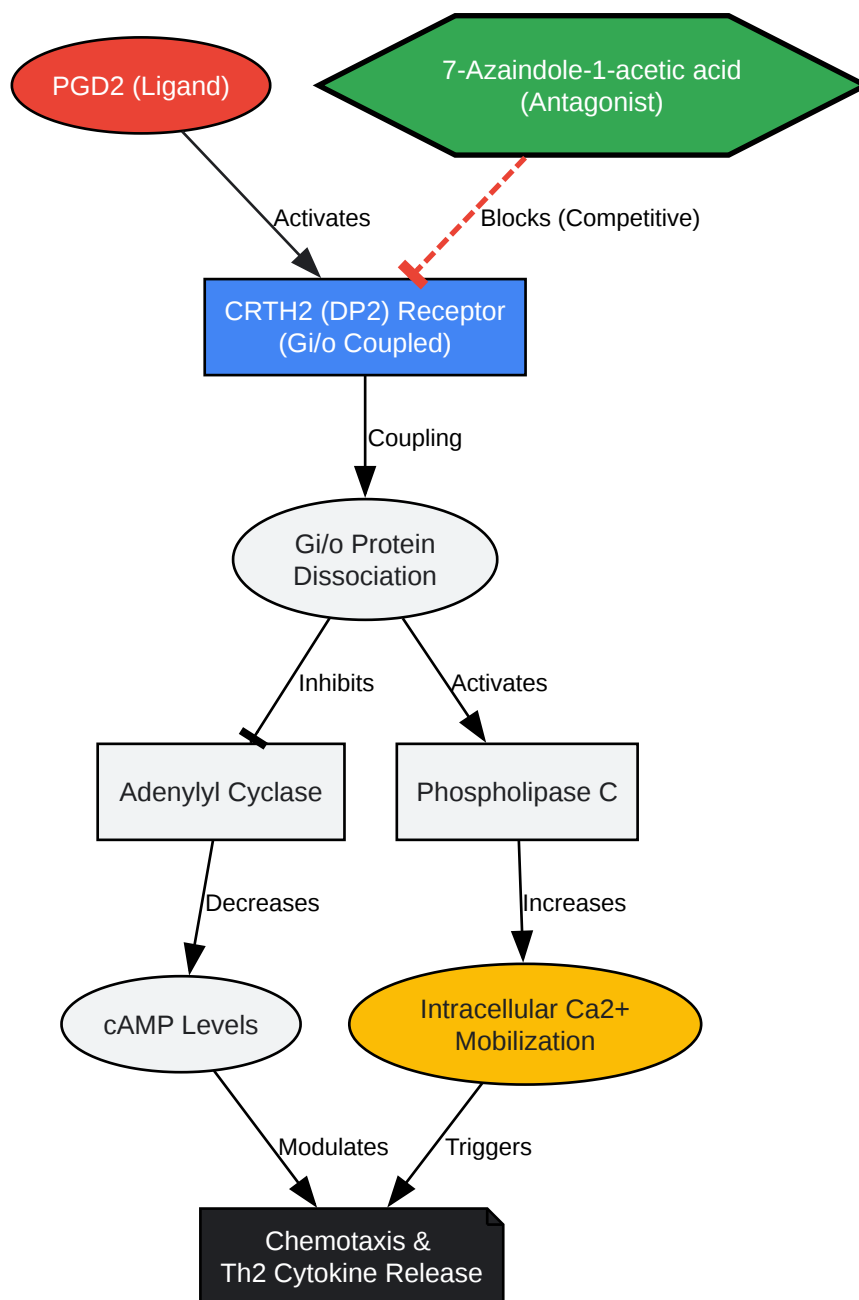 PGD2 (Ligand)
7-Azaindole-1-acetic acid
(Antagonist)
Activates
Blocks (Competitive)
CRTH2 (DP2) Receptor
(Gi/o Coupled)
Coupling
Gi/o Protein
Dissociation
Inhibits
Activates
Adenylyl Cyclase
Phospholipase C
Decreases
Increases
cAMP Levels
Intracellular Ca2+
Mobilization
Modulates
Triggers
Chemotaxis &
Th2 Cytokine Release